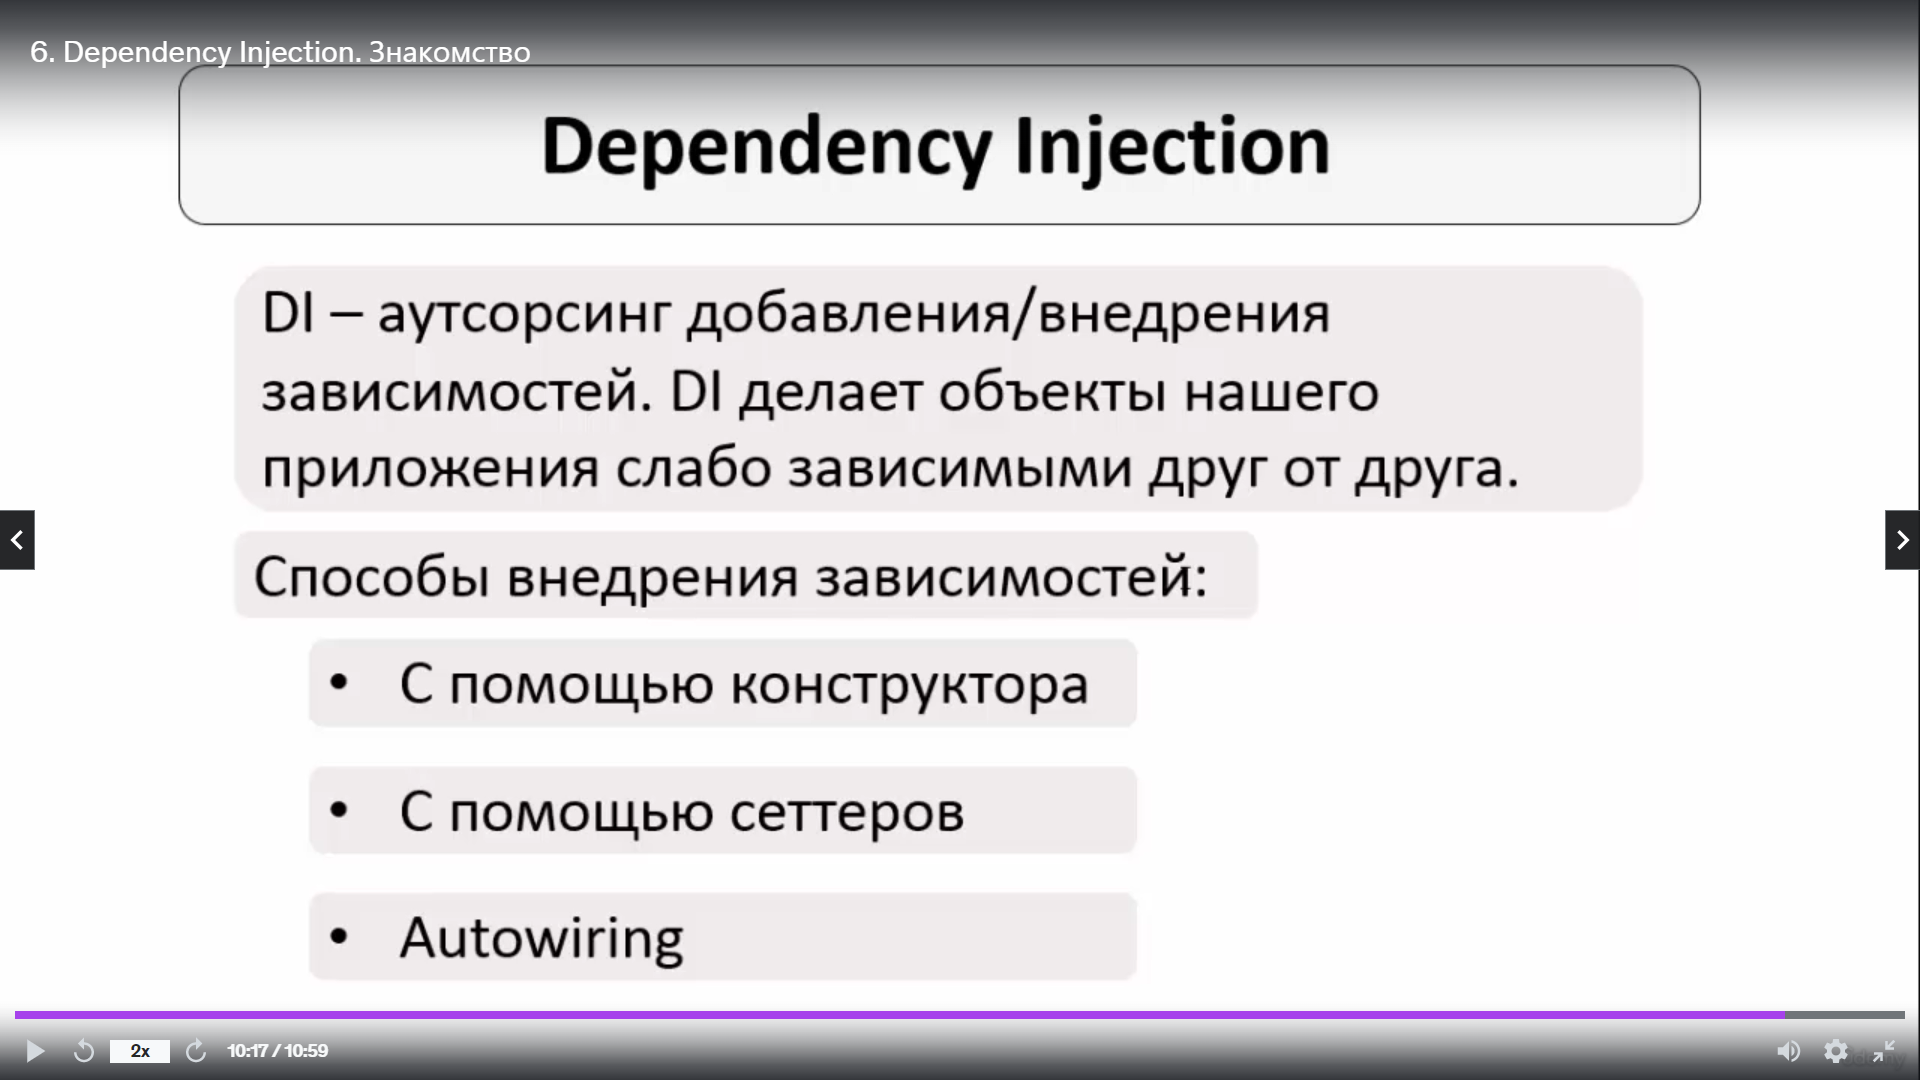 6. Dependency Injection. Знакомство
Dependency Injection
DI – аутсорсинг добавления/внедрения
зависимостей. DI делает объекты нашего
приложения слабо зависимыми друг от друга.
Способы внедрения зависимостей:
• С помощью конструктора
• С помощью сеттеров
• Autowiring
2x
10:17 / 10:59